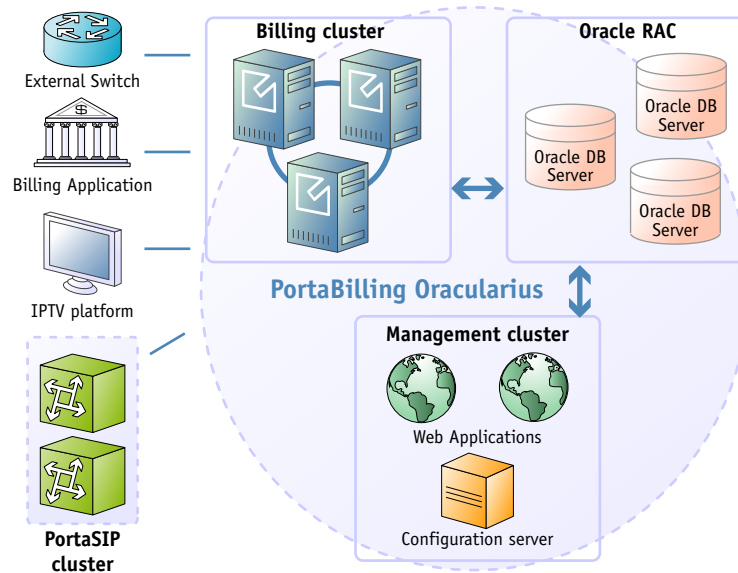 Billing cluster
Oracle RAC
External Switch
Billing Application
IPTV platform
PortaSIP
cluster
Oracle DB
Server
Oracle DB
Server
Oracle DB
Server
PortaBilling Oracularius
Management cluster
Web Applications
Configuration server